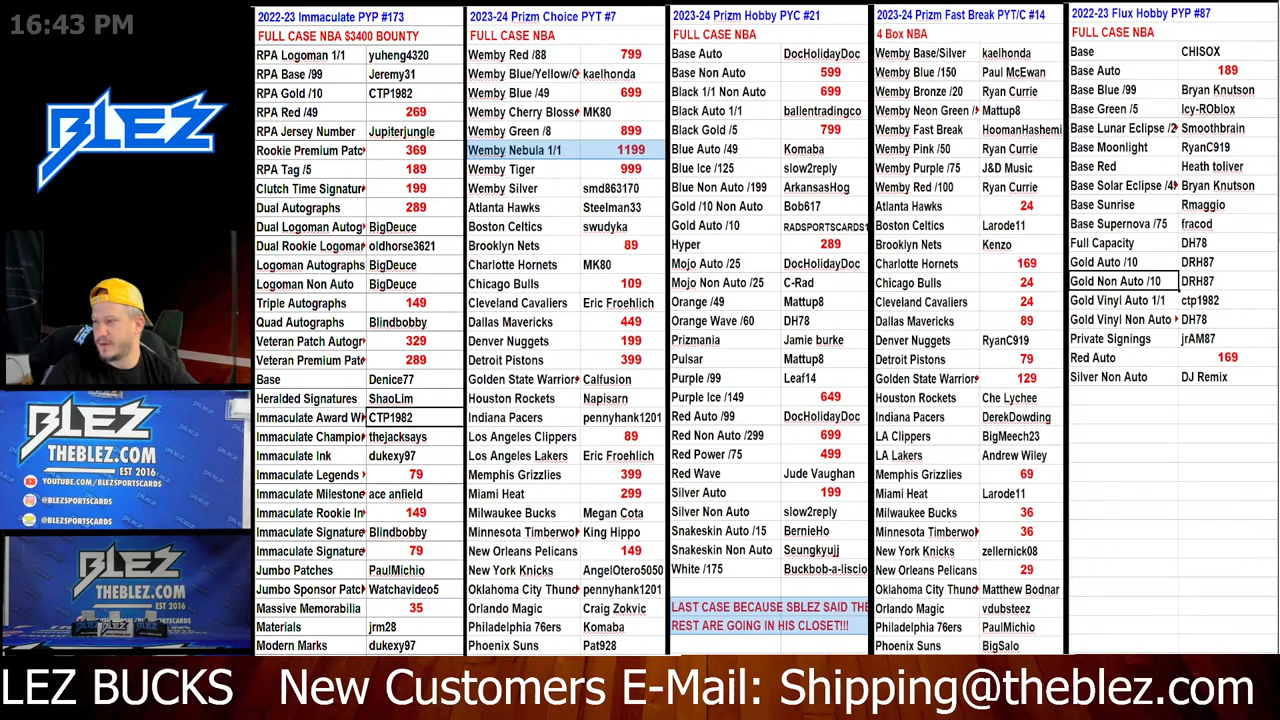 16:43 PM
BLEZ
BLEZ
THEBLEZ.COM
EST 2016
YOUTUBE.COM/BLEZSPORTSCARDS
@BLEZSPORTSCARDS
@BLEZSPORTSCARDS
BLEZ
THEBLEZ.COM
EST 2016
2022-23 Immaculate PYP #173
FULL CASE NBA $3400 BOUNTY
RPA Logoman 1/1 yuheng4320
RPA Base /99 Jeremy31
RPA Gold /10 CTP1982
RPA Red /49 269
RPA Jersey Number Jupiterjungle
Rookie Premium Patc 369
RPA Tag /5 189
Clutch Time Signatur 199
Dual Autographs 289
Dual Logoman Autog BigDeuce
Dual Rookie Logoma oldhorse3621
Logoman Autographs BigDeuce
Logoman Non Auto BigDeuce
Triple Autographs 149
Quad Autographs Blindbobby
Veteran Patch Autogr 329
Veteran Premium Pat 289
Base Denice77
Heralded Signatures ShaoLim
Immaculate Award W CTP1982
Immaculate Champio thejacksays
Immaculate Ink dukexy97
Immaculate Legends 79
Immaculate Milestone ace anfield
Immaculate Rookie In 149
Immaculate Signature Blindbobby
Immaculate Signature 79
Jumbo Patches PaulMichio
Jumbo Sponsor Patc Watchavideo5
Massive Memorabilia 35
Materials jrm28
Modern Marks dukexy97
2023-24 Prizm Choice PYT #7
FULL CASE NBA
Wemby Red /88 799
Wemby Blue/Yellow/G kaelhonda
Wemby Blue /49 699
Wemby Cherry Bloss MK80
Wemby Green /8 899
Wemby Nebula 1/1 1199
Wemby Tiger 999
Wemby Silver smd863170
Atlanta Hawks Steelman33
Boston Celtics swudyka
Brooklyn Nets 89
Charlotte Hornets MK80
Chicago Bulls 109
Cleveland Cavaliers Eric Froehlich
Dallas Mavericks 449
Denver Nuggets 199
Detroit Pistons 399
Golden State Warrior Calfusion
Houston Rockets Napisarn
Indiana Pacers pennyhank1201
Los Angeles Clippers 89
Los Angeles Lakers Eric Froehlich
Memphis Grizzlies 399
Miami Heat 299
Milwaukee Bucks Megan Cota
Minnesota Timberwo King Hippo
New Orleans Pelicans 149
New York Knicks AngelOtero5050
Oklahoma City Thun pennyhank1201
Orlando Magic Craig Zokvic
Philadelphia 76ers Komaba
Phoenix Suns Pat928
2023-24 Prizm Hobby PYC #21
FULL CASE NBA
Base Auto DocHolidayDoc
Base Non Auto 599
Black 1/1 Non Auto 699
Black Auto 1/1 ballentradingco
Black Gold /5 799
Blue Auto /49 Komaba
Blue Ice /125 slow2reply
Blue Non Auto /199 ArkansasHog
Gold /10 Non Auto Bob617
Gold Auto /10 RADSPORTSCARDS1
Hyper 289
Mojo Auto /25 DocHolidayDoc
Mojo Non Auto /25 C-Rad
Orange /49 Mattup8
Orange Wave /60 DH78
Prizmania Jamie burke
Pulsar Mattup8
Purple /99 Leaf14
Purple Ice /149 649
Red Auto /99 DocHolidayDoc
Red Non Auto /299 699
Red Power /75 499
Red Wave Jude Vaughan
Silver Auto 199
Silver Non Auto slow2reply
Snakeskin Auto /15 BernieHo
Snakeskin Non Auto Seungkyujj
White /175 Buckbob-a-liscio
LAST CASE BECAUSE SBLEZ SAID THE
REST ARE GOING IN HIS CLOSET!!!
2023-24 Prizm Fast Break PYT/C #14
4 Box NBA
Wemby Base/Silver kaelhonda
Wemby Blue /150 Paul McEwan
Wemby Bronze /20 Ryan Currie
Wemby Neon Green / Mattup8
Wemby Fast Break HoomanHashemi
Wemby Pink /50 Ryan Currie
Wemby Purple /75 J&D Music
Wemby Red /100 Ryan Currie
Atlanta Hawks 24
Boston Celtics Larode11
Brooklyn Nets Kenzo
Charlotte Hornets 169
Chicago Bulls 24
Cleveland Cavaliers 24
Dallas Mavericks 89
Denver Nuggets RyanC919
Detroit Pistons 79
Golden State Warrior 129
Houston Rockets Che Lychee
Indiana Pacers DerekDowding
LA Clippers BigMeech23
LA Lakers Andrew Wiley
Memphis Grizzlies 69
Miami Heat Larode11
Milwaukee Bucks 36
Minnesota Timberwo 36
New York Knicks zellernick08
New Orleans Pelicans 29
Oklahoma City Thund Matthew Bodnar
Orlando Magic vdubsteez
Philadelphia 76ers PaulMichio
Phoenix Suns BigSalo
2022-23 Flux Hobby PYP #87
FULL CASE NBA
Base CHISOX
Base Auto 189
Base Blue /99 Bryan Knutson
Base Green /5 Icy-ROblox
Base Lunar Eclipse /2 Smoothbrain
Base Moonlight RyanC919
Base Red Heath toliver
Base Solar Eclipse /4 Bryan Knutson
Base Sunrise Rmaggio
Base Supernova /75 fracod
Full Capacity DH78
Gold Auto /10 DRH87
Gold Non Auto /10 DRH87
Gold Vinyl Auto 1/1 ctp1982
Gold Vinyl Non Auto DH78
Private Signings jrAM87
Red Auto 169
Silver Non Auto DJ Remix
LEZ BUCKS New Customers E-Mail: Shipping@theblez.com